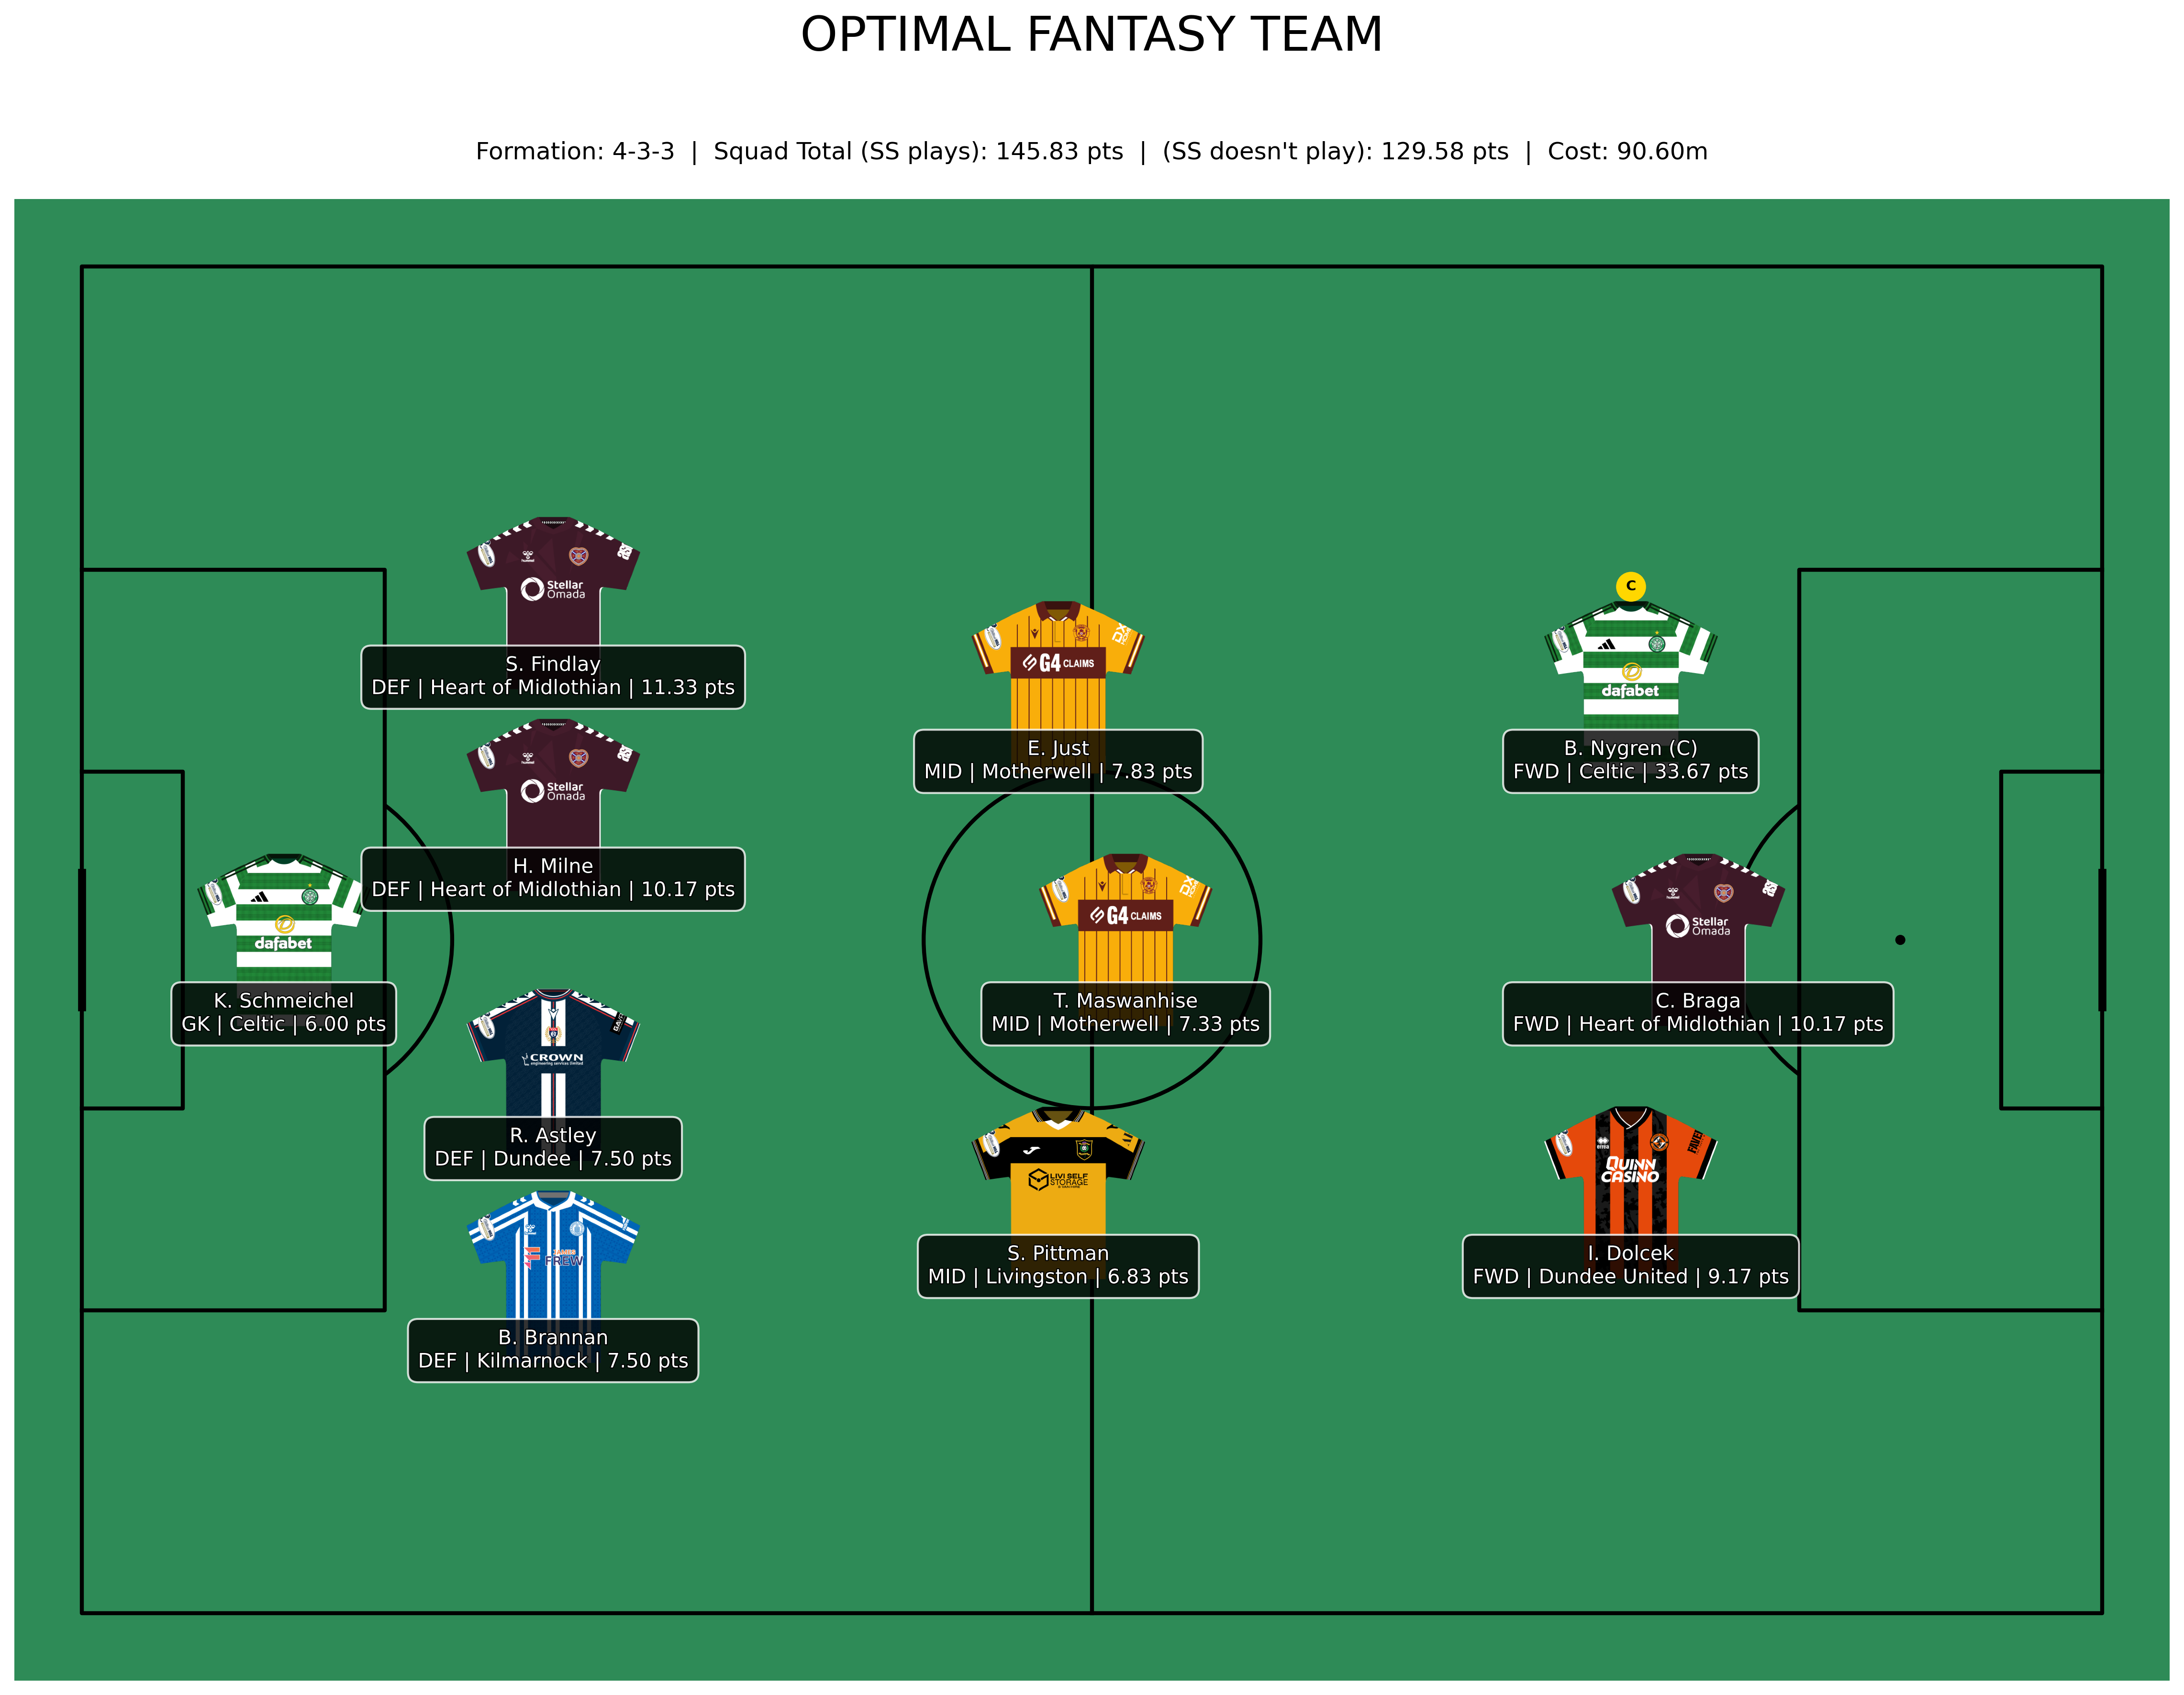 OPTIMAL FANTASY TEAM
Formation: 4-3-3 | Squad Total (SS plays): 145.83 pts | (SS doesn't play): 129.58 pts | Cost: 90.60m
Stellar
Omada
S. Findlay
DEF | Heart of Midlothian | 11.33 pts
Stellar
Omada
H. Milne
DEF | Heart of Midlothian | 10.17 pts
dafabet
K. Schmeichel
GK | Celtic | 6.00 pts
CROWN
R. Astley
DEF | Dundee | 7.50 pts
FREW
B. Brannan
DEF | Kilmarnock | 7.50 pts
G4 CLAIMS
E. Just
MID | Motherwell | 7.83 pts
G4 CLAIMS
T. Maswanhise
MID | Motherwell | 7.33 pts
LIVI SELF
STORAGE
S. Pittman
MID | Livingston | 6.83 pts
C
dafabet
B. Nygren (C)
FWD | Celtic | 33.67 pts
Stellar
Omada
C. Braga
FWD | Heart of Midlothian | 10.17 pts
QUINN
CASINO
I. Dolcek
FWD | Dundee United | 9.17 pts